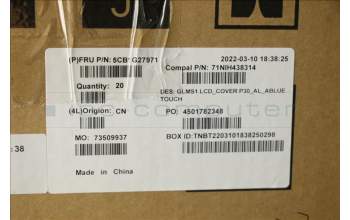 (P)FRU P/N: 5CB1G27971
2022-03-10 18:38:25
Compal P/N: 71NIH438314
Quantity: 20
DES: GLMS1 LCD_COVER P30_AL_ABLUE
TOUCH
(4L)Origion: CN
PO: 4501782348
MO: 73509937
BOX ID:TNBT2203101838250298
Made in China
:38